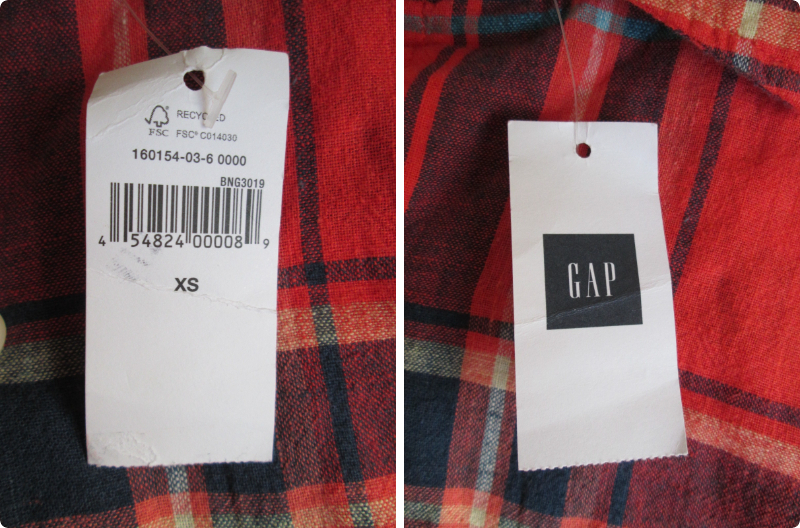 RECYCLED
FSC
FSC® C014030
160154-03-6 0000
BNG3019
4 54824 00008 9
XS
GAP